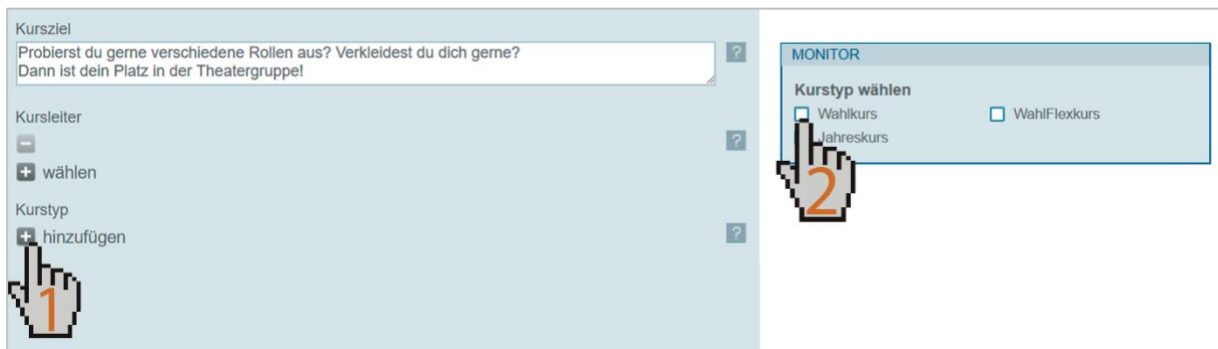 Kursziel
Probierst du gerne verschiedene Rollen aus? Verkleidest du dich gerne?
Dann ist dein Platz in der Theatergruppe!
?
Kursleiter
?
wählen
Kurstyp
hinzufügen
?
1
MONITOR
Kurstyp wählen
Wahlkurs
WahlFlexkurs
Jahreskurs
2